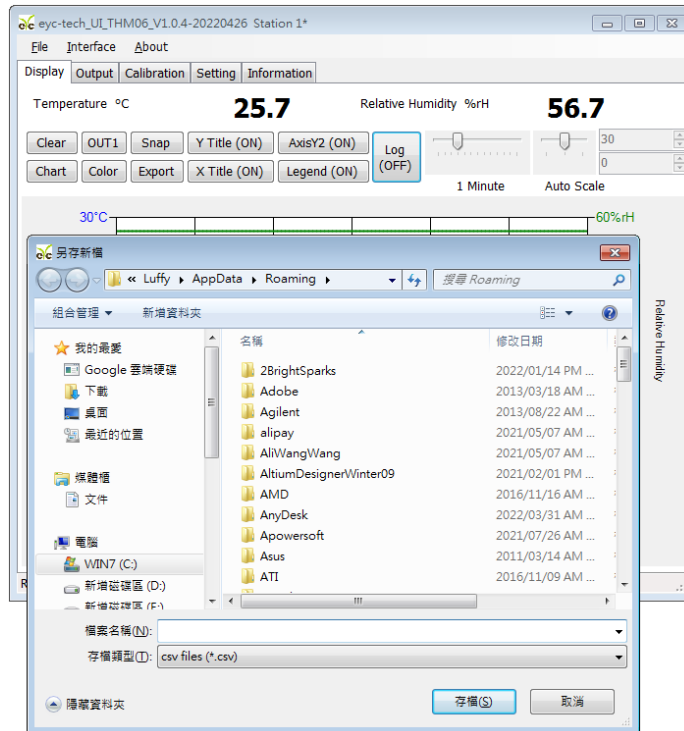 eyc-tech_UI_THM06_V1.0.4-20220426 Station 1*
File Interface About
Display Output Calibration Setting Information
Temperature ºC 25.7 Relative Humidity %rH 56.7
Clear OUT1 Snap Y Title (ON) AxisY2 (ON) Log (OFF) 30
Chart Color Export X Title (ON) Legend (ON) 0
1 Minute Auto Scale
30°C 60%rH
Relative Humidity
另存新檔
« Luffy AppData Roaming 搜尋 Roaming
組合管理 新增資料夾
我的最愛
Google 雲端硬碟
下載
桌面
最近的位置
媒體櫃
文件
電腦
WIN7 (C:)
新增磁碟區 (D:)
新增磁碟區 (E:)
名稱 修改日期
2BrightSparks 2022/01/14 PM ...
Adobe 2013/03/18 AM ...
Agilent 2013/08/22 AM ...
alipay 2021/05/07 AM ...
AliWangWang 2021/05/07 AM ...
AltiumDesignerWinter09 2021/02/01 PM ...
AMD 2016/11/16 AM ...
AnyDesk 2022/03/31 AM ...
Apowersoft 2021/07/26 AM ...
Asus 2011/03/14 AM ...
ATI 2016/11/09 AM ...
檔案名稱(N):
存檔類型(T): csv files (*.csv)
隱藏資料夾 存檔(S) 取消